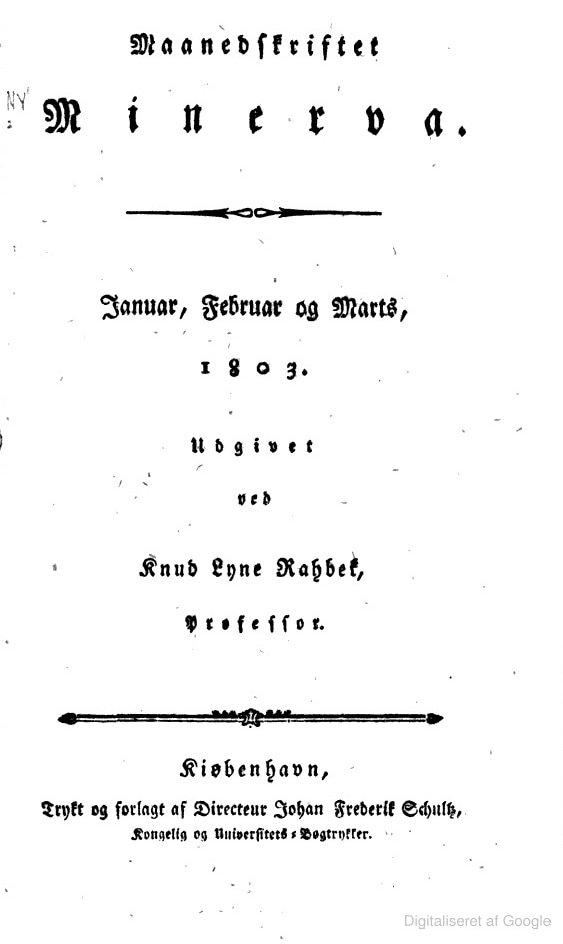 Maanedskriftet
NY
Minerva.
Januar, Februar og Marts,
1803.
Udgivet
ved
Knud Lyne Rahbek,
Professor.
Kiøbenhavn,
Trykt og forlagt af Directeur Johan Frederik Schultz,
Kongelig og Universitets-Bogtrykker.
Digitaliseret af Google